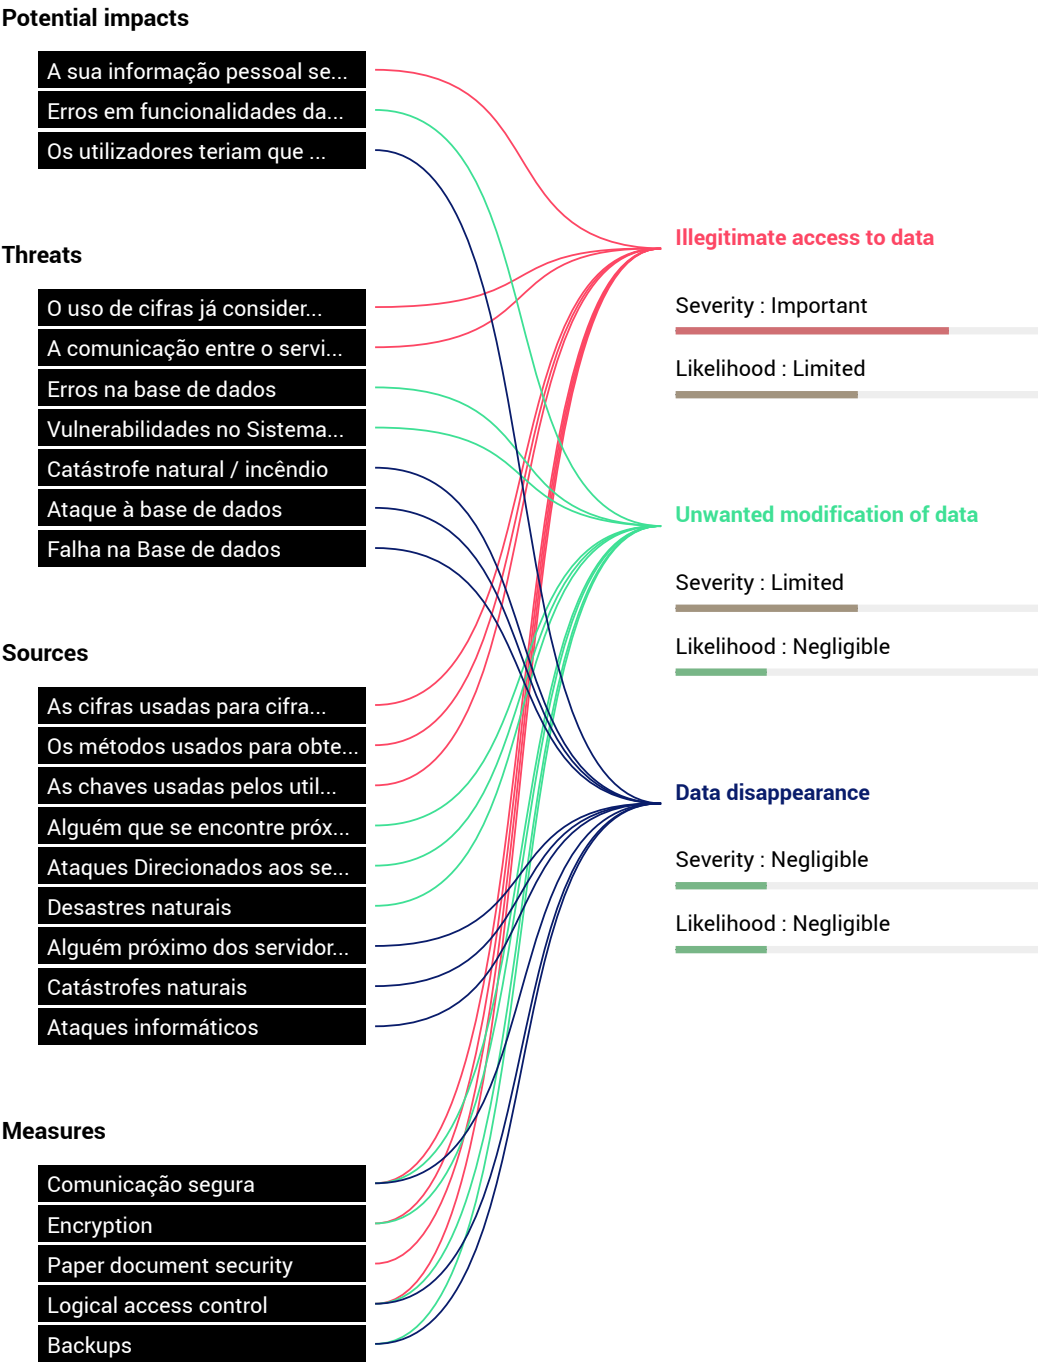 Potential impacts
A sua informação pessoal se...
Erros em funcionalidades da...
Os utilizadores teriam que ...
Threats
O uso de cifras já consider...
A comunicação entre o servi...
Erros na base de dados
Vulnerabilidades no Sistema...
Catástrofe natural / incêndio
Ataque à base de dados
Falha na Base de dados
Sources
As cifras usadas para cifra...
Os métodos usados para obte...
As chaves usadas pelos util...
Alguém que se encontre próx...
Ataques Direcionados aos se...
Desastres naturais
Alguém próximo dos servidor...
Catástrofes naturais
Ataques informáticos
Measures
Comunicação segura
Encryption
Paper document security
Logical access control
Backups
Illegitimate access to data
Severity : Important
Likelihood : Limited
Unwanted modification of data
Severity : Limited
Likelihood : Negligible
Data disappearance
Severity : Negligible
Likelihood : Negligible